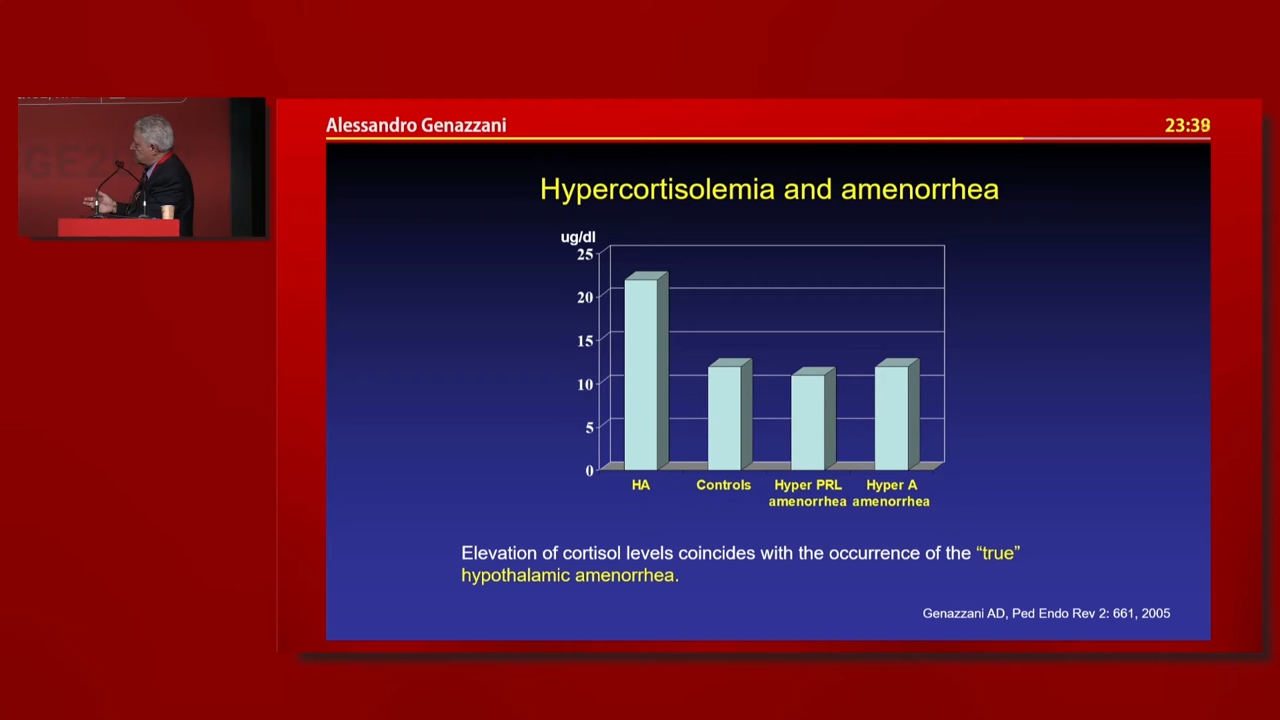 Alessandro Genazzani
Hypercortisolemia and amenorrhea
ug/dl
25
20
15
10
5
0
HA
Controls
Hyper PRL
amenorrhea
Hyper A
amenorrhea
Elevation of cortisol levels coincides with the occurrence of the “true”
hypothalamic amenorrhea.
Genazzani AD, Ped Endo Rev 2: 661, 2005